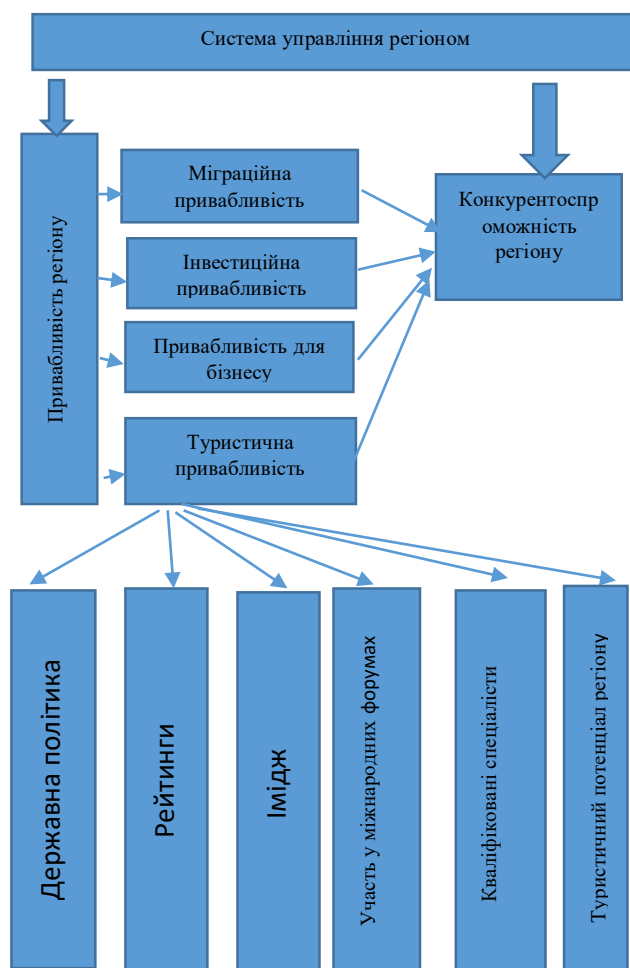 Система управління регіоном
Привабливість регіону
Міграційна
привабливість
Інвестиційна
привабливість
Привабливість для
бізнесу
Туристична
привабливість
Конкурентоспр
оможність
регіону
Державна політика
Рейтинги
Імідж
Участь у міжнародних форумах
Кваліфіковані спеціалісти
Туристичний потенціал регіону